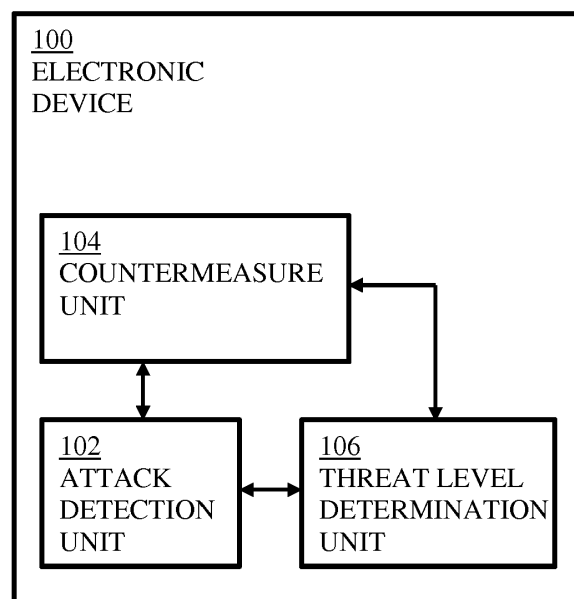 100
ELECTRONIC
DEVICE
104
COUNTERMEASURE
UNIT
102
ATTACK
DETECTION
UNIT
106
THREAT LEVEL
DETERMINATION
UNIT